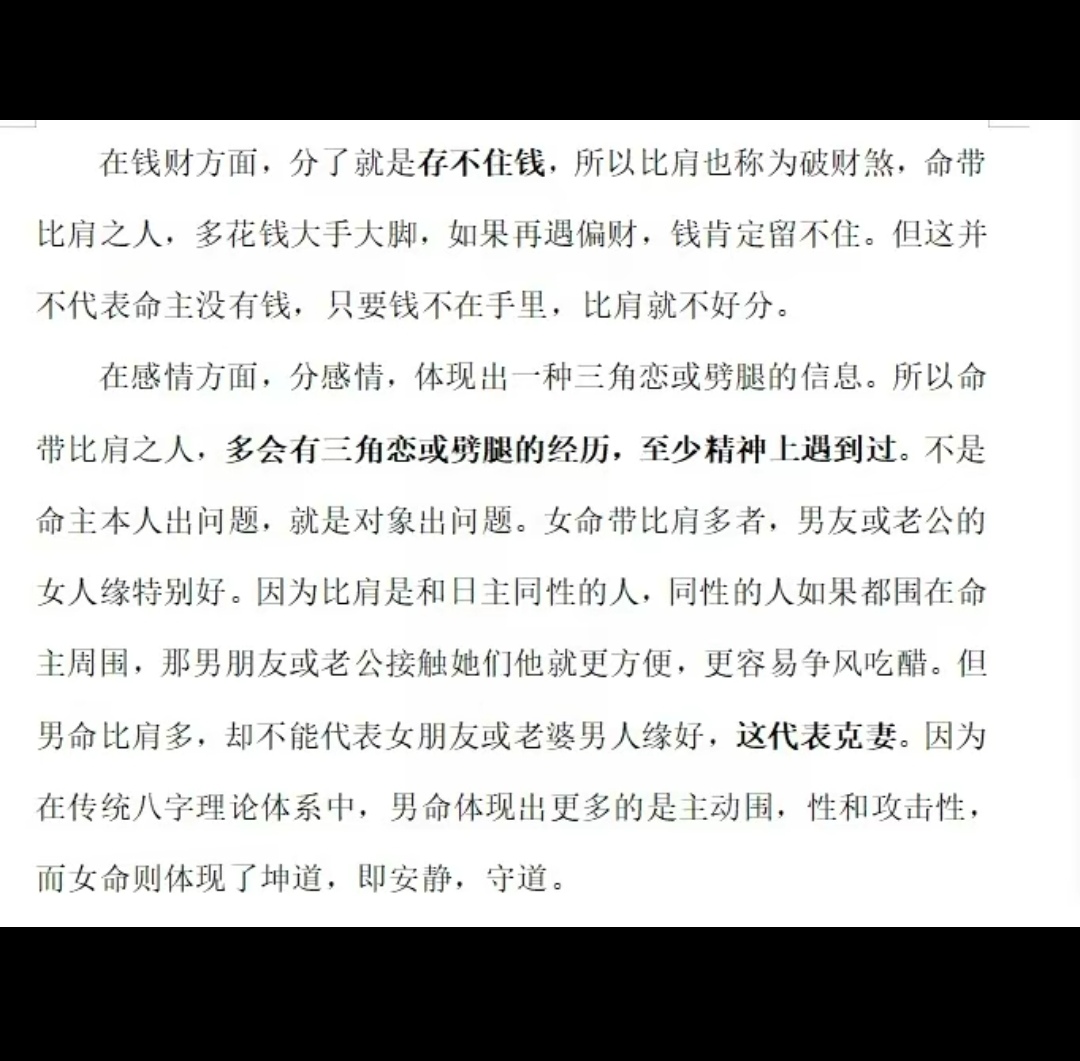 在钱财方面，分了就是存不住钱，所以比肩也称为破财煞，命带
比肩之人，多花钱大手大脚，如果再遇偏财，钱肯定留不住。但这并
不代表命主没有钱，只要钱不在手里，比肩就不好分。
在感情方面，分感情，体现出一种三角恋或劈腿的信息。所以命
带比肩之人，多会有三角恋或劈腿的经历，至少精神上遇到过。不是
命主本人出问题，就是对象出问题。女命带比肩多者，男友或老公的
女人缘特别好。因为比肩是和日主同性的人，同性的人如果都围在命
主周围，那男朋友或老公接触她们他就更方便，更容易争风吃醋。但
男命比肩多，却不能代表女朋友或老婆男人缘好，这代表克妻。因为
在传统八字理论体系中，男命体现出更多的是主动围，性和攻击性，
而女命则体现了坤道，即安静，守道。